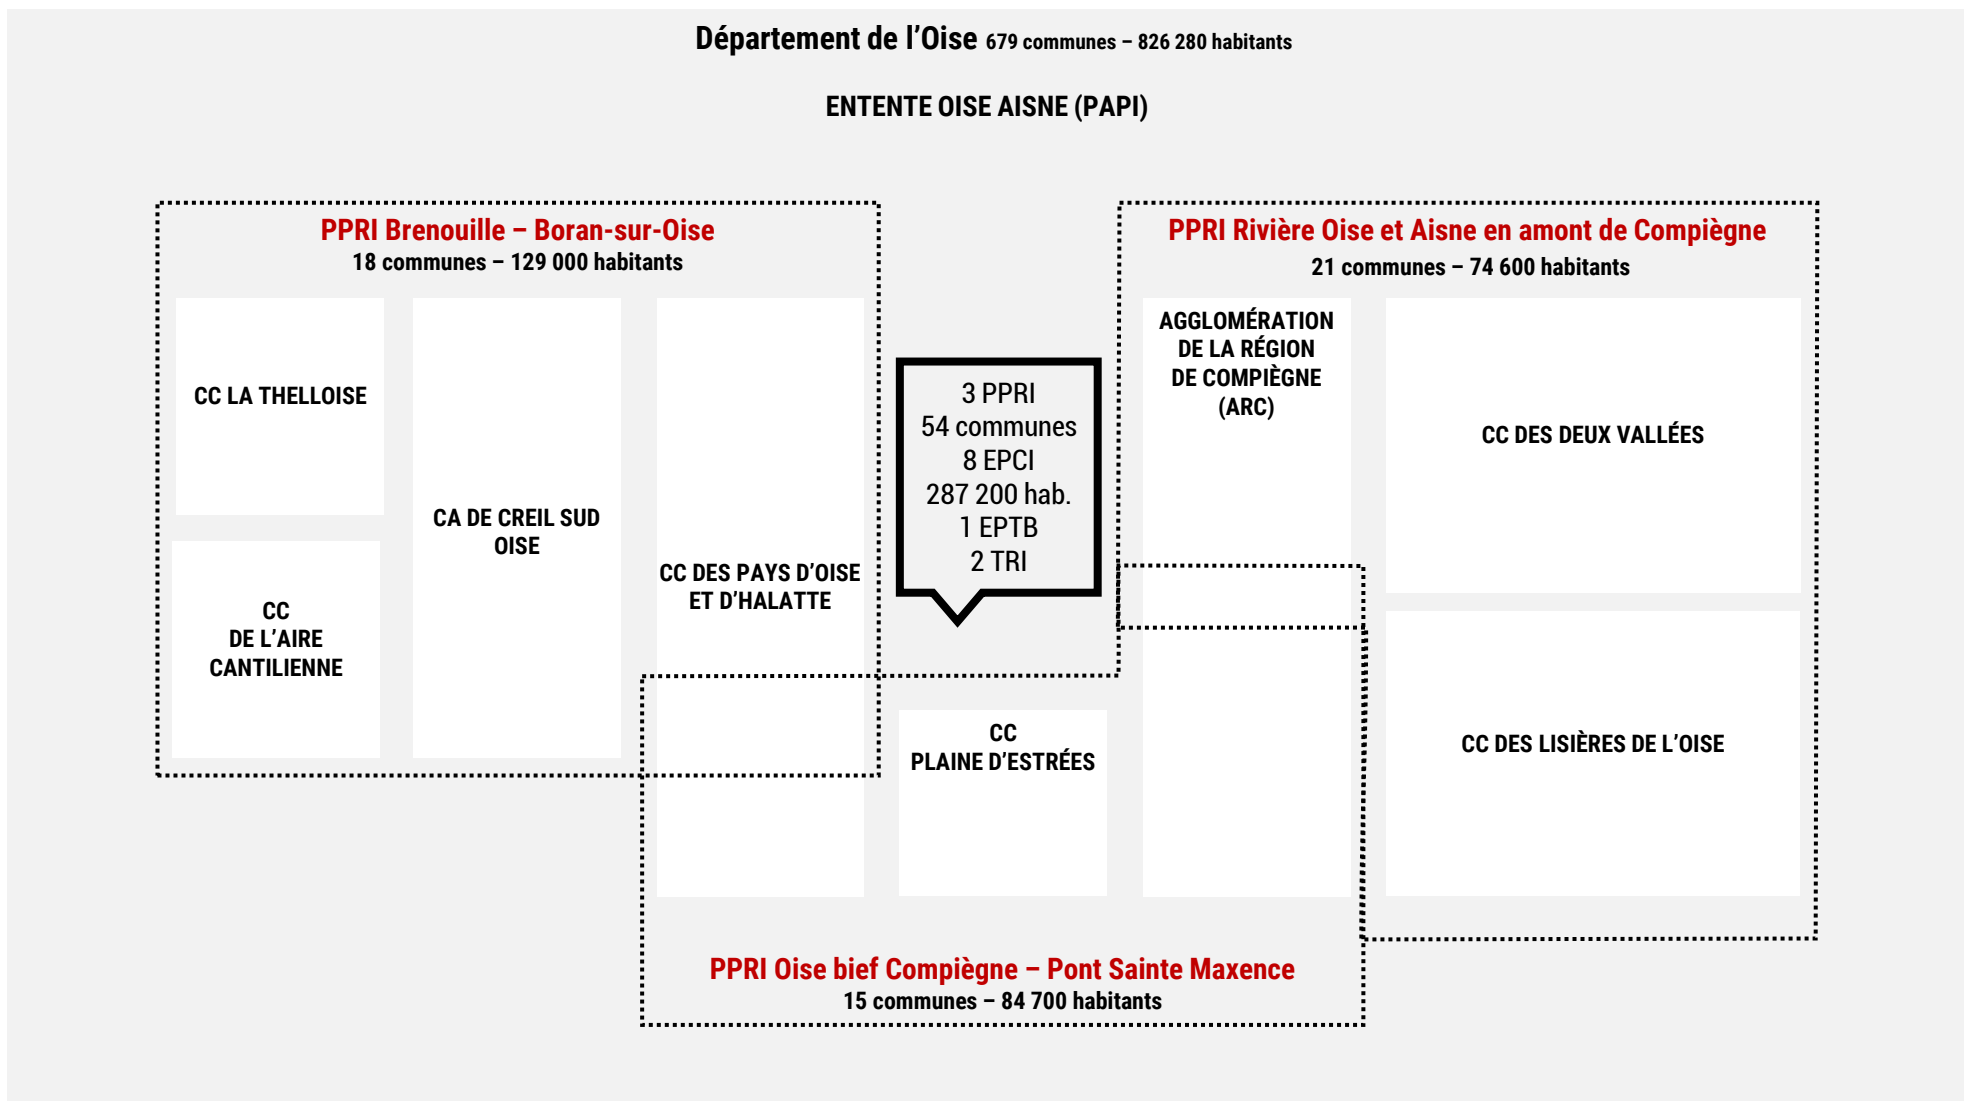 Département de l’Oise 679 communes – 826 280 habitants
ENTENTE OISE AISNE (PAPI)
PPRI Brenouille – Boran-sur-Oise
18 communes – 129 000 habitants
CC LA THELLOISE
CC
DE L’AIRE
CANTILIENNE
CA DE CREIL SUD
OISE
CC DES PAYS D’OISE
ET D’HALATTE
3 PPRI
54 communes
8 EPCI
287 200 hab.
1 EPTB
2 TRI
PPRI Rivière Oise et Aisne en amont de Compiègne
21 communes – 74 600 habitants
AGGLOMÉRATION
DE LA RÉGION
DE COMPIÈGNE
(ARC)
CC DES DEUX VALLÉES
CC DES LISIÈRES DE L’OISE
CC
PLAINE D’ESTRÉES
PPRI Oise bief Compiègne – Pont Sainte Maxence
15 communes – 84 700 habitants